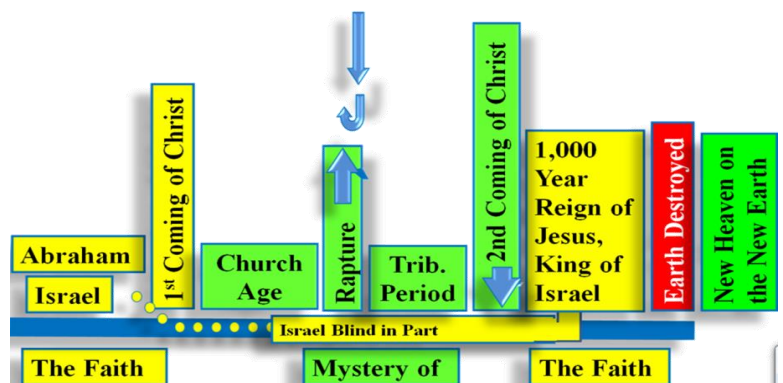 Abraham
Israel
1st Coming of Christ
Church
Age
Rapture
Trib.
Period
2nd Coming of Christ
1,000
Year
Reign of
Jesus,
King of
Israel
Earth Destroyed
New Heaven on
the New Earth
Israel Blind in Part
The Faith
Mystery of
The Faith